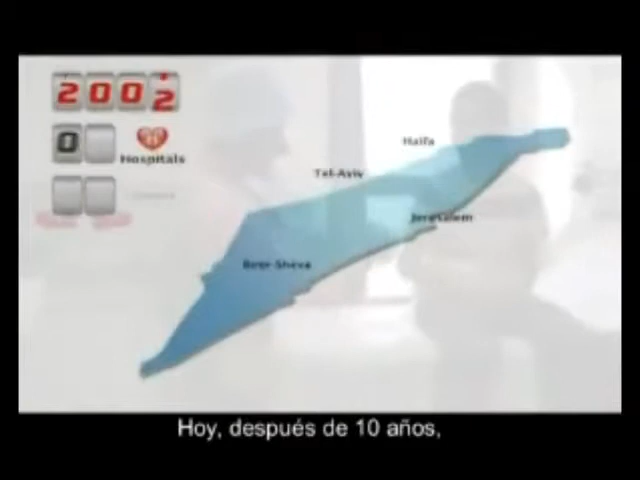 2002
0
Hospitals
Haifa
Tel-Aviv
Jerusalem
Beer-Sheva
Hoy, después de 10 años,